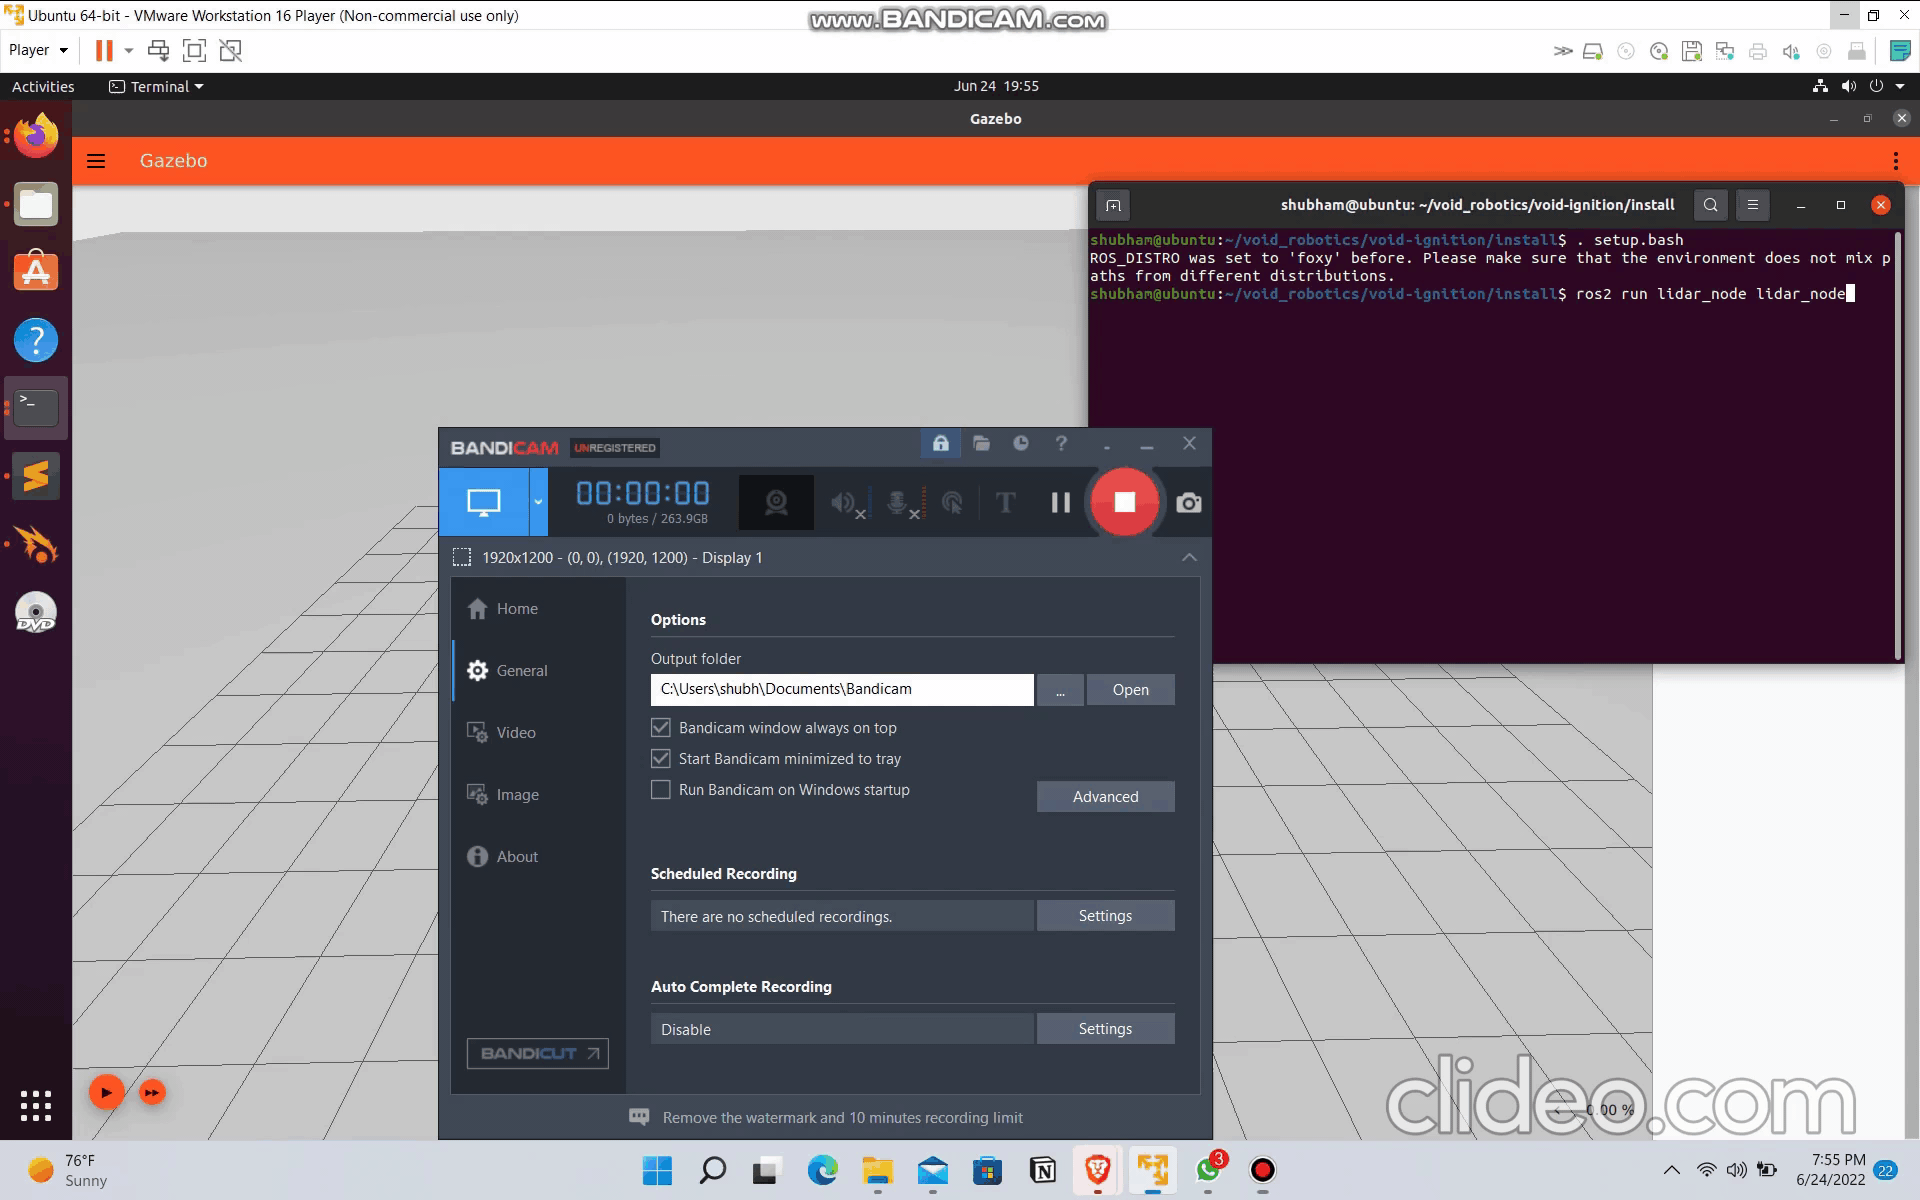 Ubuntu 64-bit - VMware Workstation 16 Player (Non-commercial use only)
www.BANDICAM.com
Player
Activities
Terminal
Jun 24 19:55
Gazebo
Gazebo
shubham@ubuntu: ~/void_robotics/void-ignition/install
shubham@ubuntu:~/void_robotics/void-ignition/install$ . setup.bash
ROS_DISTRO was set to 'foxy' before. Please make sure that the environment does not mix p
aths from different distributions.
shubham@ubuntu:~/void_robotics/void-ignition/install$ ros2 run lidar_node lidar_node
BANDICAM UNREGISTERED
00:00:00
0 bytes / 263.9GB
1920x1200 - (0, 0), (1920, 1200) - Display 1
Home
General
Video
Image
About
BANDICUT
Options
Output folder
C:\Users\shubh\Documents\Bandicam
...
Open
Bandicam window always on top
Start Bandicam minimized to tray
Run Bandicam on Windows startup
Advanced
Scheduled Recording
There are no scheduled recordings.
Settings
Auto Complete Recording
Disable
Settings
Remove the watermark and 10 minutes recording limit
DVD
0.00 %
clideo.com
76°F
Sunny
3
7:55 PM
6/24/2022
22